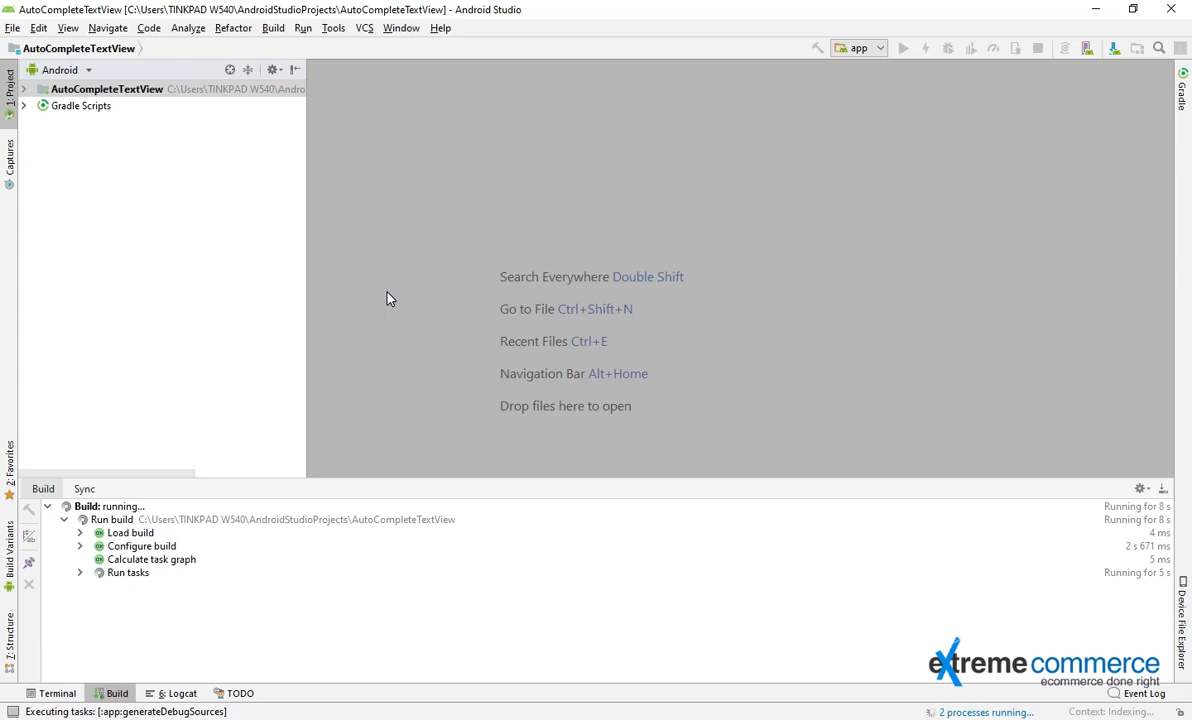 AutoCompleteTextView [C:\Users\TINKPAD W540\AndroidStudioProjects\AutoCompleteTextView] - Android Studio
File Edit View Navigate Code Analyze Refactor Build Run Tools VCS Window Help
AutoCompleteTextView
app
Android
AutoCompleteTextView C:\Users\TINKPAD W540\Andro
Gradle Scripts
1: Project
Captures
2: Favorites
Build Variants
7: Structure
Gradle
Device File Explorer
Search Everywhere Double Shift
Go to File Ctrl+Shift+N
Recent Files Ctrl+E
Navigation Bar Alt+Home
Drop files here to open
Build Sync
Build: running... Running for 8 s
Run build C:\Users\TINKPAD W540\AndroidStudioProjects\AutoCompleteTextView Running for 8 s
Load build 4 ms
Configure build 2 s 671 ms
Calculate task graph 5 ms
Run tasks Running for 5 s
extreme commerce
ecommerce done right
Terminal Build 6: Logcat TODO Event Log
Executing tasks: [:app:generateDebugSources] 2 processes running... Context: Indexing...